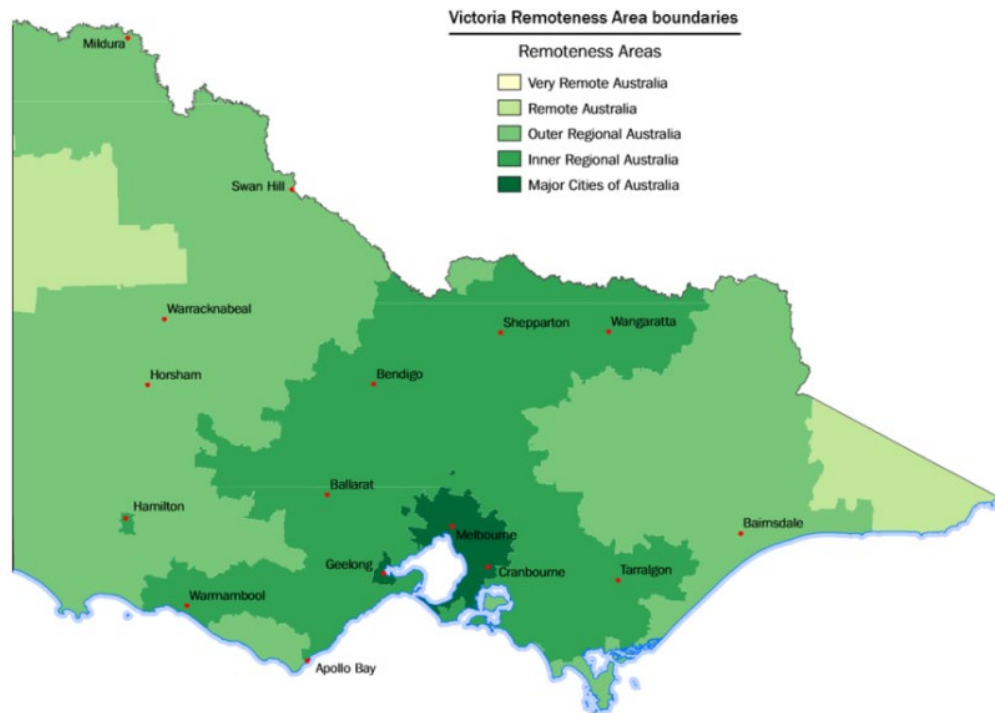 Victoria Remoteness Area boundaries
Remoteness Areas
Very Remote Australia
Remote Australia
Outer Regional Australia
Inner Regional Australia
Major Cities of Australia
Mildura
Swan Hill
Warracknabeal
Shepparton
Wangaratta
Horsham
Bendigo
Ballarat
Hamilton
Melbourne
Bairnsdale
Geelong
Cranbourne
Tarralgon
Warrnambool
Apollo Bay